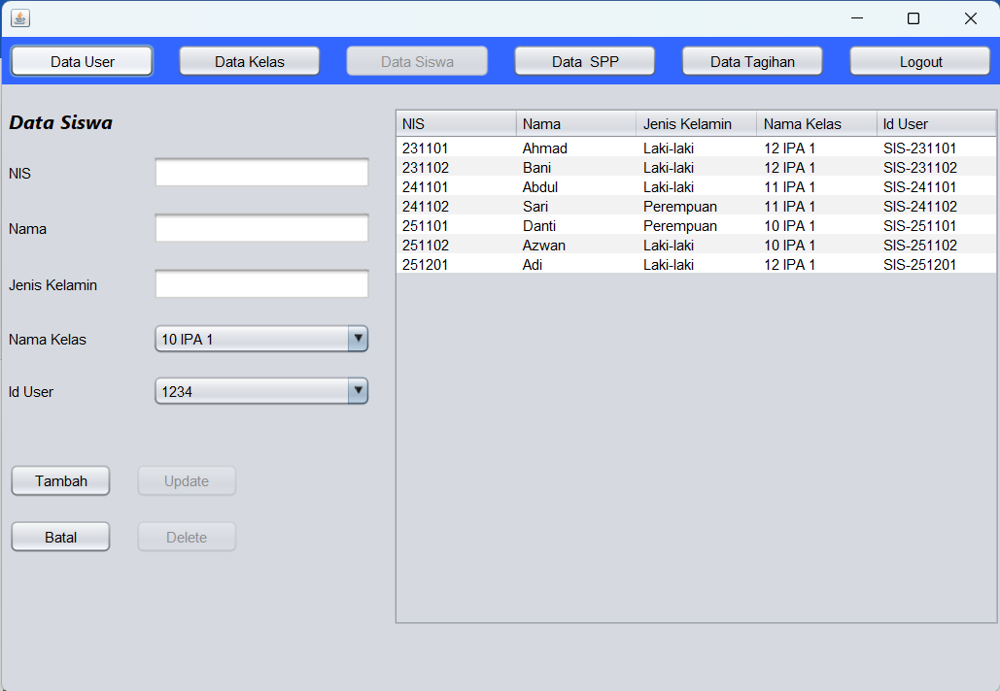 Data User Data Kelas Data Siswa Data  SPP Data Tagihan Logout
Data Siswa
NIS
Nama
Jenis Kelamin
Nama Kelas 10 IPA 1
Id User 1234
Tambah Update
Batal Delete
NIS Nama Jenis Kelamin Nama Kelas Id User
231101 Ahmad Laki-laki 12 IPA 1 SIS-231101
231102 Bani Laki-laki 12 IPA 1 SIS-231102
241101 Abdul Laki-laki 11 IPA 1 SIS-241101
241102 Sari Perempuan 11 IPA 1 SIS-241102
251101 Danti Perempuan 10 IPA 1 SIS-251101
251102 Azwan Laki-laki 10 IPA 1 SIS-251102
251201 Adi Laki-laki 12 IPA 1 SIS-251201